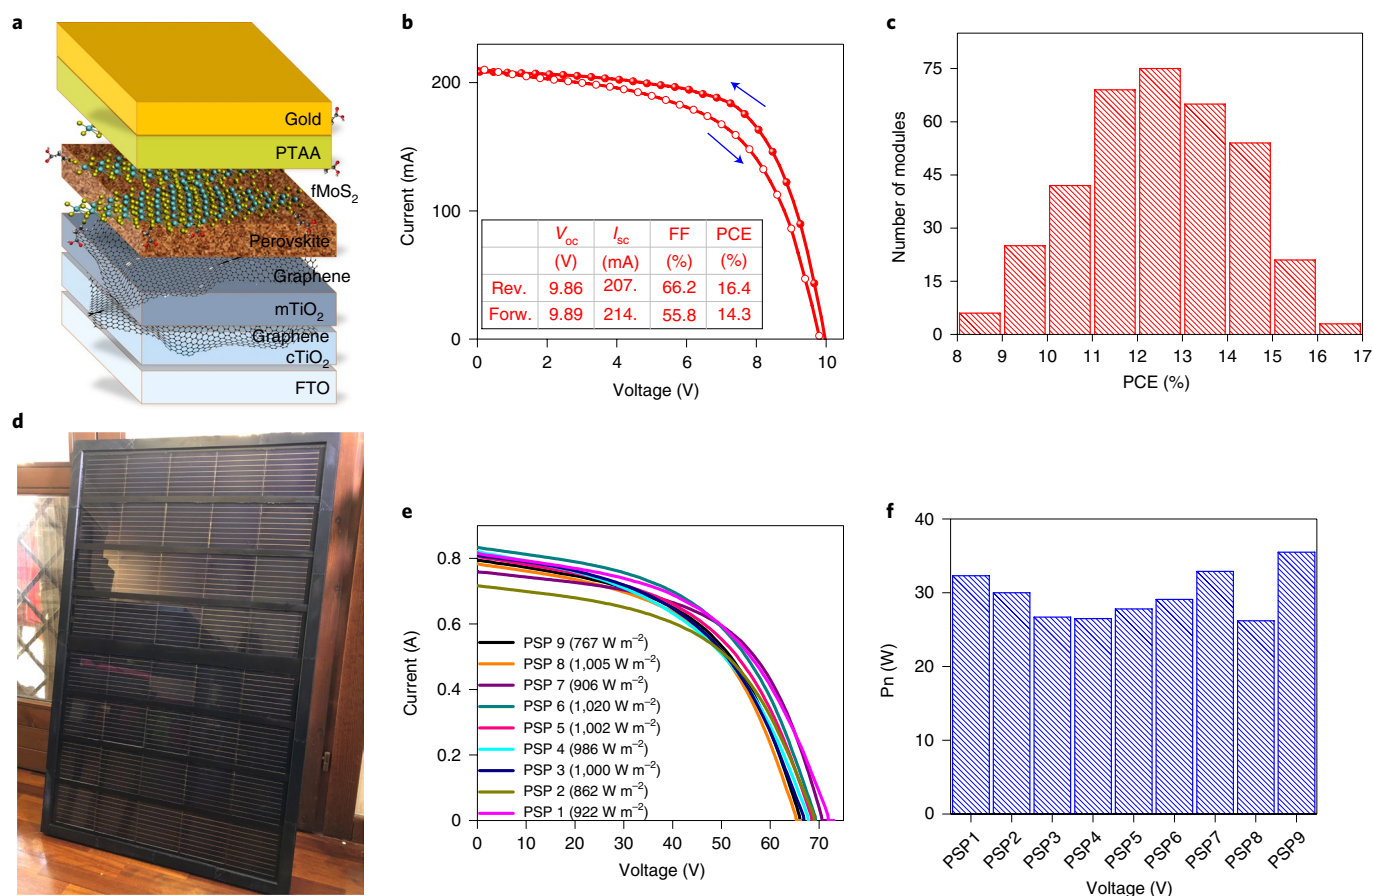 a
Gold
PTAA
fMoS₂
Perovskite
Graphene
mTiO₂
Graphene
cTiO₂
FTO
b
Current (mA)
200
100
0
0 2 4 6 8 10
Voltage (V)
Voc Isc FF PCE
(V) (mA) (%) (%)
Rev. 9.86 207. 66.2 16.4
Forw. 9.89 214. 55.8 14.3
c
Number of modules
75
60
45
30
15
0
8 9 10 11 12 13 14 15 16 17
PCE (%)
d
e
Current (A)
0.8
0.6
0.4
0.2
0
PSP 9 (767 W m⁻²)
PSP 8 (1,005 W m⁻²)
PSP 7 (906 W m⁻²)
PSP 6 (1,020 W m⁻²)
PSP 5 (1,002 W m⁻²)
PSP 4 (986 W m⁻²)
PSP 3 (1,000 W m⁻²)
PSP 2 (862 W m⁻²)
PSP 1 (922 W m⁻²)
0 10 20 30 40 50 60 70
Voltage (V)
f
Pn (W)
40
30
20
10
0
PSP1 PSP2 PSP3 PSP4 PSP5 PSP6 PSP7 PSP8 PSP9
Voltage (V)